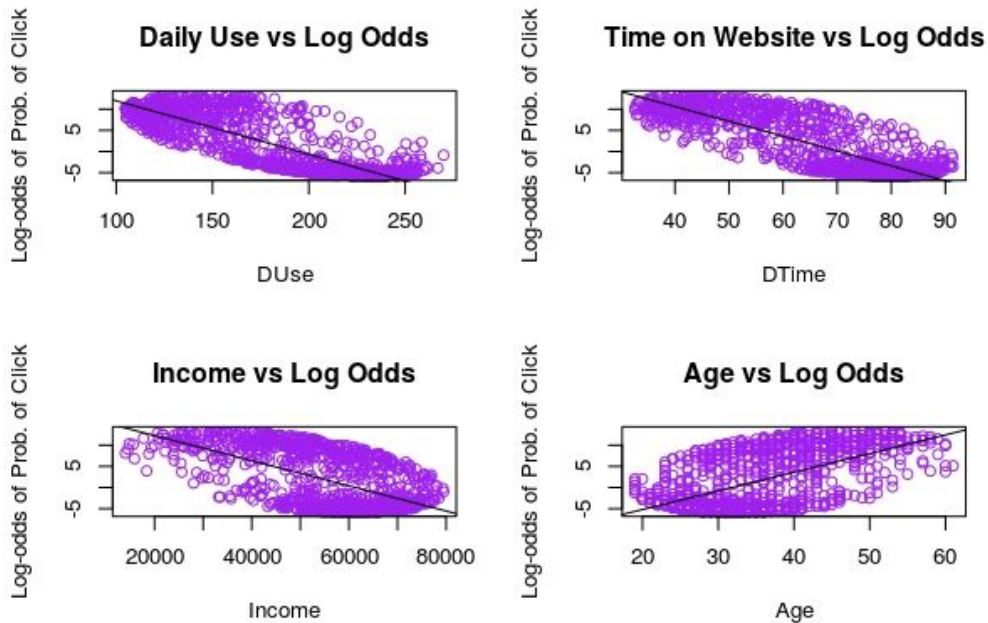 Daily Use vs Log Odds
Log-odds of Prob. of Click
5
-5
100 150 200 250
DUse
Time on Website vs Log Odds
Log-odds of Prob. of Click
5
-5
40 50 60 70 80 90
DTime
Income vs Log Odds
Log-odds of Prob. of Click
5
-5
20000 40000 60000 80000
Income
Age vs Log Odds
Log-odds of Prob. of Click
5
-5
20 30 40 50 60
Age